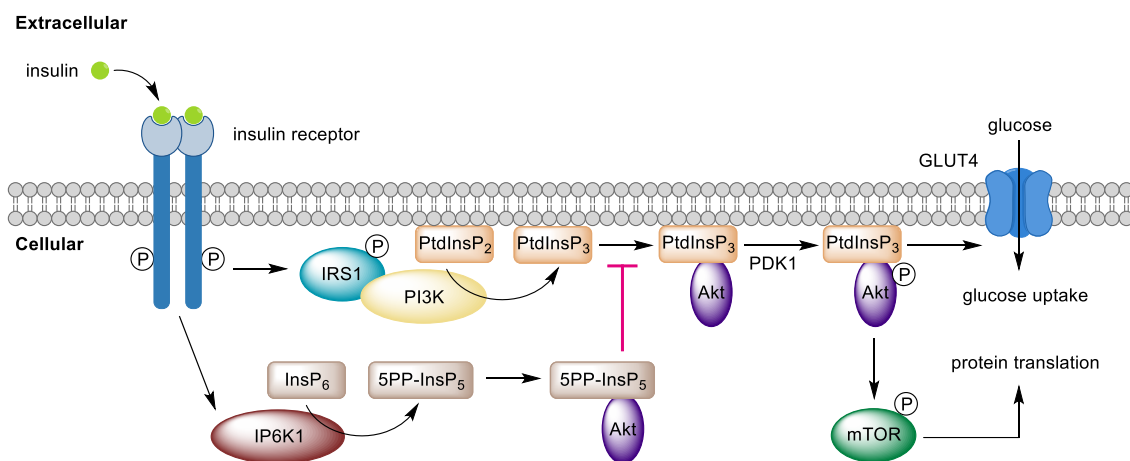 Extracellular
insulin
insulin receptor
glucose
GLUT4
Cellular
P
P
P
IRS1
PI3K
PtdInsP2
PtdInsP3
PtdInsP3
Akt
PDK1
PtdInsP3
Akt
P
glucose uptake
InsP6
5PP-InsP5
5PP-InsP5
Akt
IP6K1
P
mTOR
protein translation